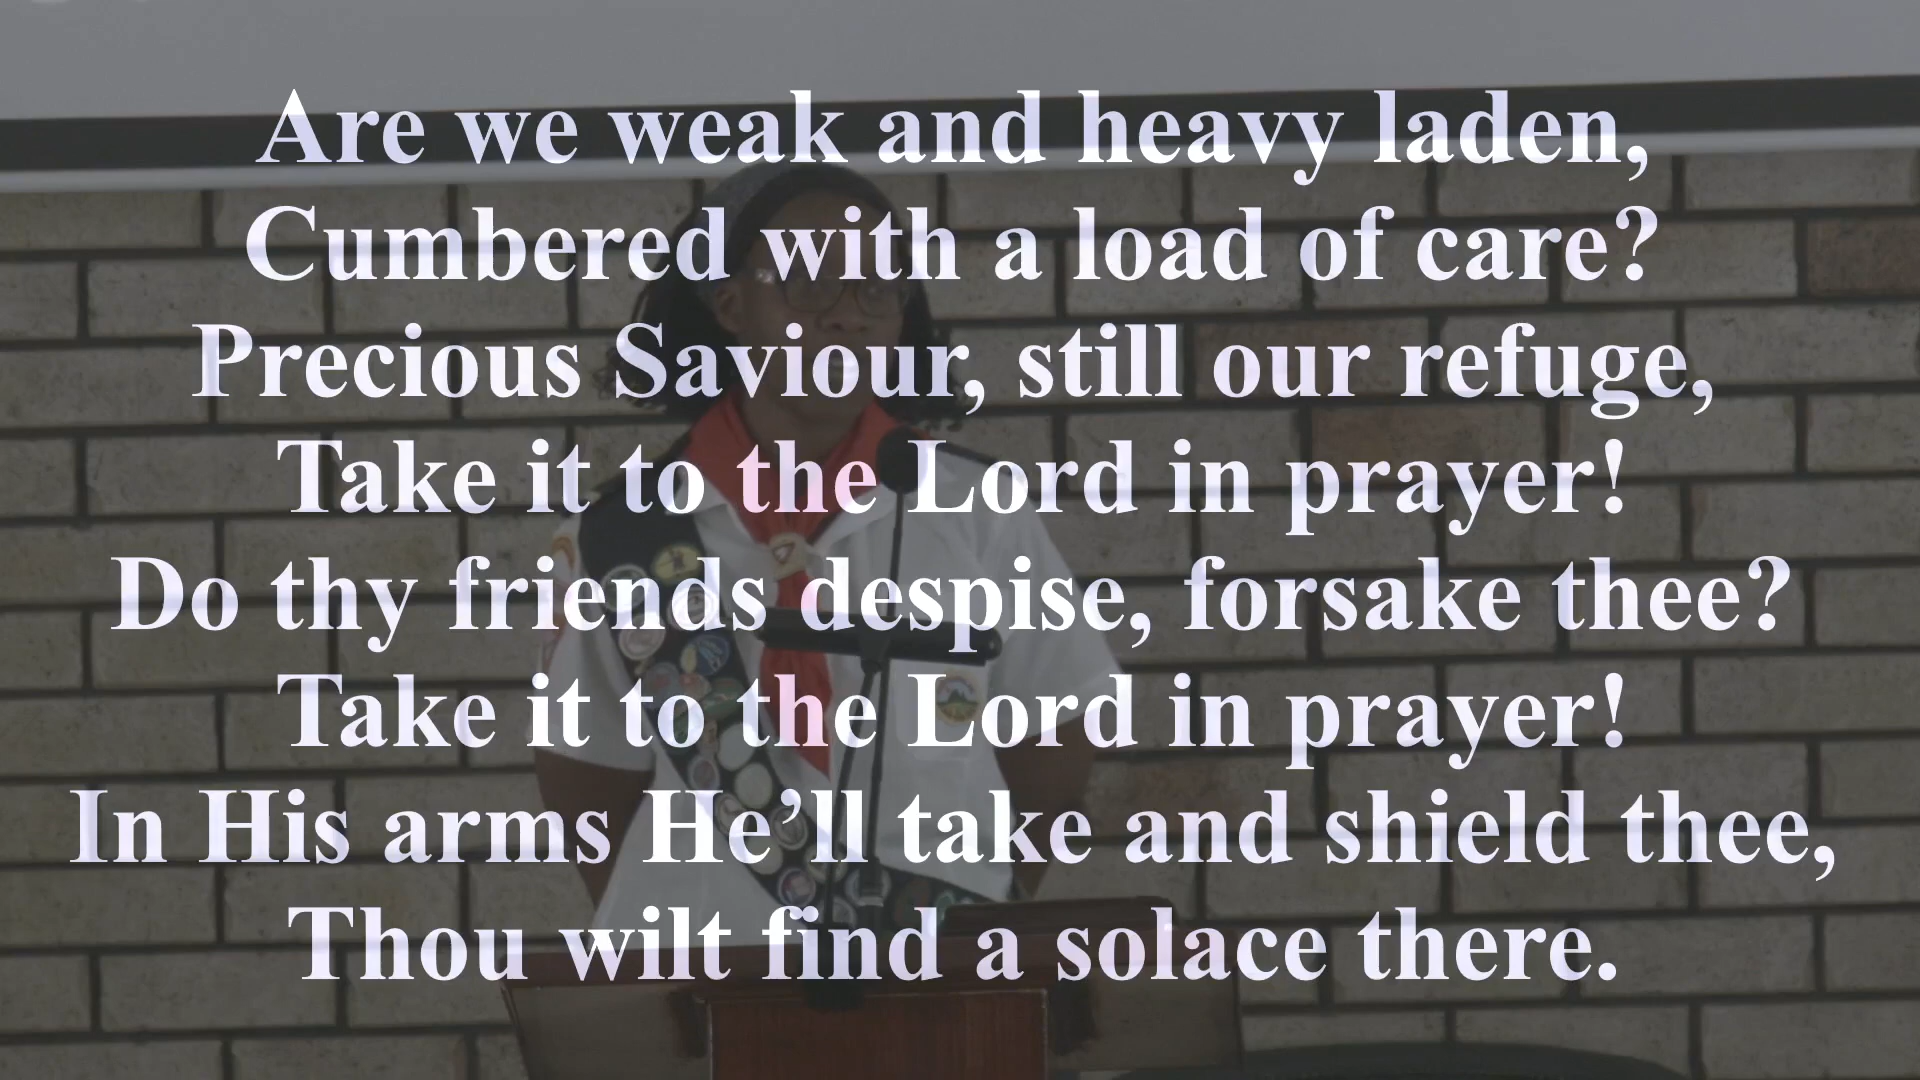 Are we weak and heavy laden,
Cumbered with a load of care?
Precious Saviour, still our refuge,
Take it to the Lord in prayer!
Do thy friends despise, forsake thee?
Take it to the Lord in prayer!
In His arms He’ll take and shield thee,
Thou wilt find a solace there.